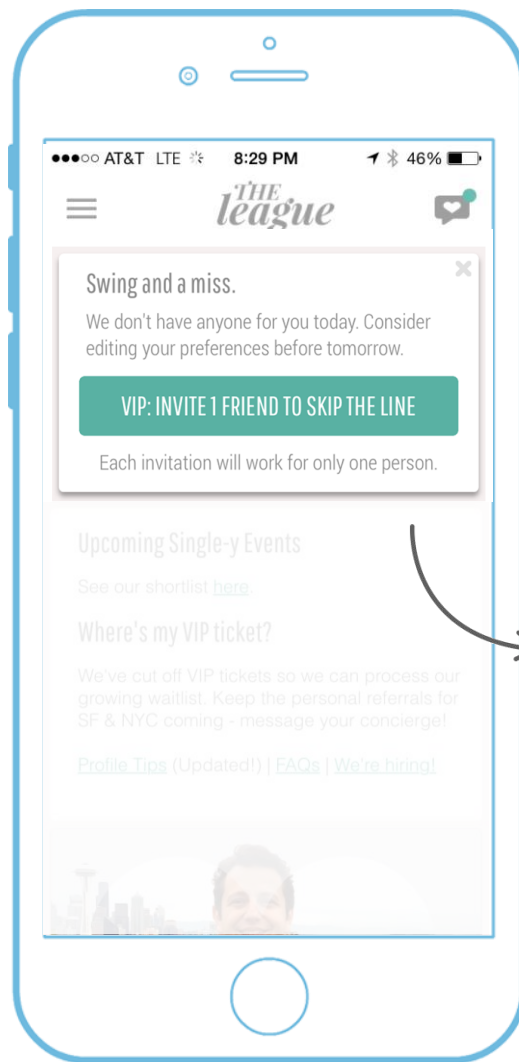 AT&T LTE 8:29 PM 46%
THE
league
Swing and a miss.
We don't have anyone for you today. Consider
editing your preferences before tomorrow.
VIP: INVITE 1 FRIEND TO SKIP THE LINE
Each invitation will work for only one person.
Upcoming Single-y Events
See our shortlist here.
Where's my VIP ticket?
We've cut off VIP tickets so we can process our
growing waitlist. Keep the personal referrals for
SF & NYC coming - message your concierge!
Profile Tips (Updated!) | FAQs | We're hiring!